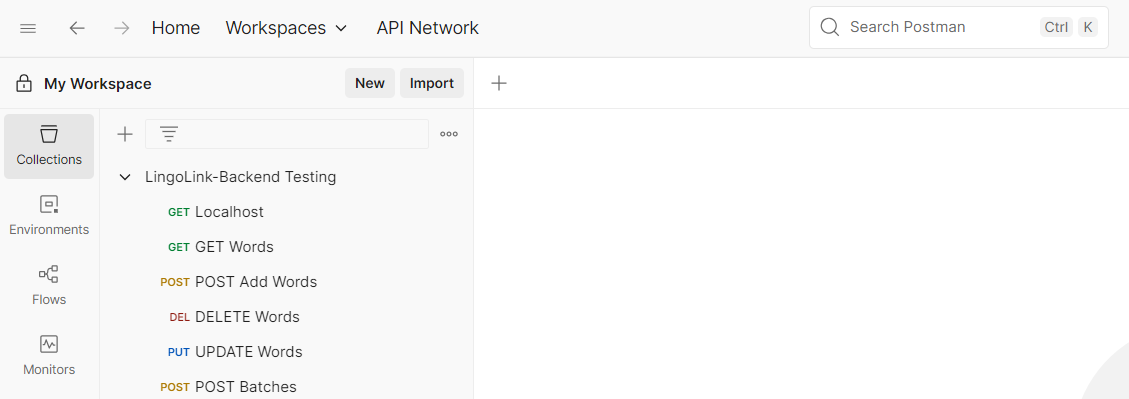 Home Workspaces API Network Search Postman Ctrl K
My Workspace New Import
Collections
LingoLink-Backend Testing
GET Localhost
Environments
GET GET Words
POST POST Add Words
Flows
DEL DELETE Words
PUT UPDATE Words
Monitors
POST POST Batches